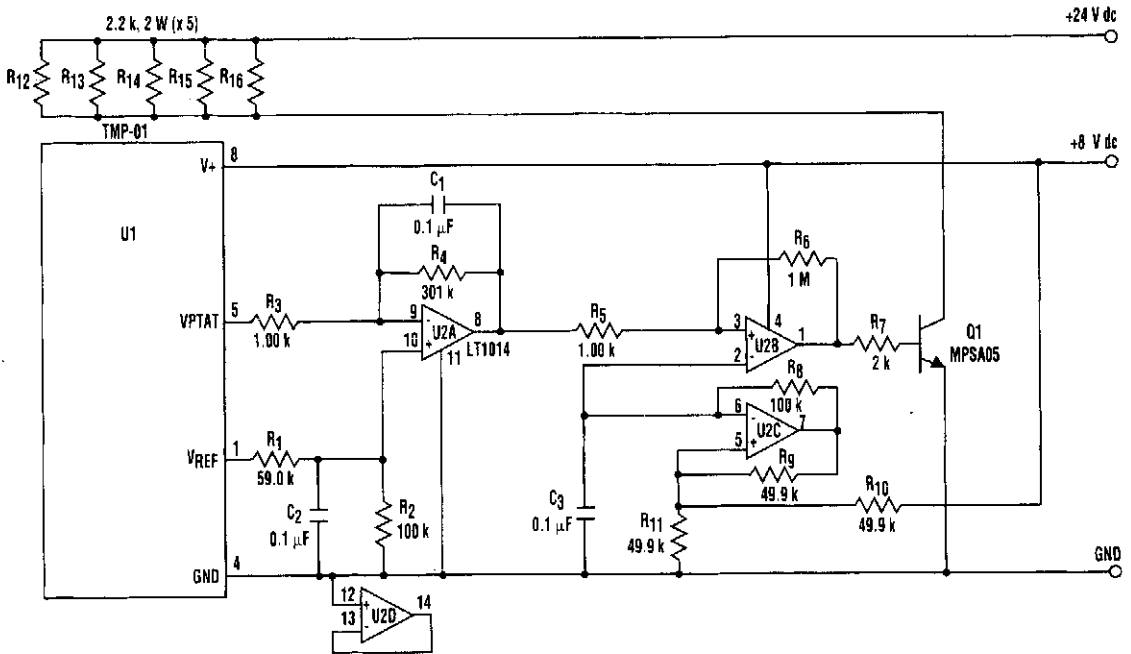 +24 V dc
2.2 k, 2 W (x 5)
R12
R13
R14
R15
R16
TMP-01
8
V+
+8 V dc
C1
0.1 µF
U1
R4
301 k
R6
1 M
5
VPTAT
R3
1.00 k
9
-
10
+
U2A
8
11
LT1014
R5
1.00 k
3
+
2
-
4
U2B
1
R7
2 k
Q1
MPSA05
R8
100 k
6
-
5
+
U2C
7
1
VREF
R1
59.0 k
R9
49.9 k
C2
0.1 µF
R2
100 k
C3
0.1 µF
R11
49.9 k
R10
49.9 k
4
GND
GND
12
+
13
-
U2D
14